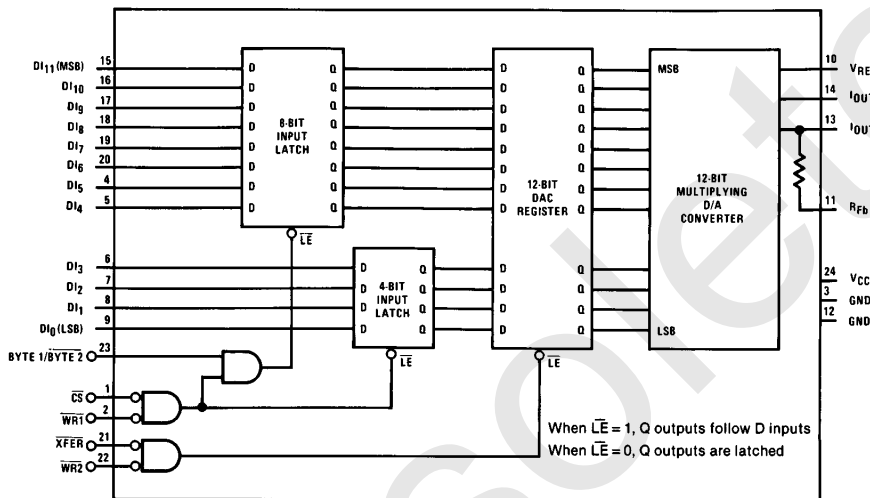 DI11(MSB) 15
DI10 16
DI9 17
DI8 18
DI7 19
DI6 20
DI5 4
DI4 5
DI3 6
DI2 7
DI1 8
DI0(LSB) 9
BYTE 1/BYTE 2 23
CS 1
WR1 2
XFER 21
WR2 22
D Q
D Q
D Q
D Q
D Q
D Q
D Q
D Q
8-BIT
INPUT
LATCH
LE
D Q
D Q
D Q
D Q
4-BIT
INPUT
LATCH
LE
D Q
D Q
D Q
D Q
D Q
D Q
D Q
D Q
D Q
D Q
D Q
D Q
12-BIT
DAC
REGISTER
LE
MSB
12-BIT
MULTIPLYING
D/A
CONVERTER
LSB
10 VRE
14 IOUT
13 IOUT
11 RFb
24 VCC
3 GND
12 GND
When LE = 1, Q outputs follow D inputs
When LE = 0, Q outputs are latched